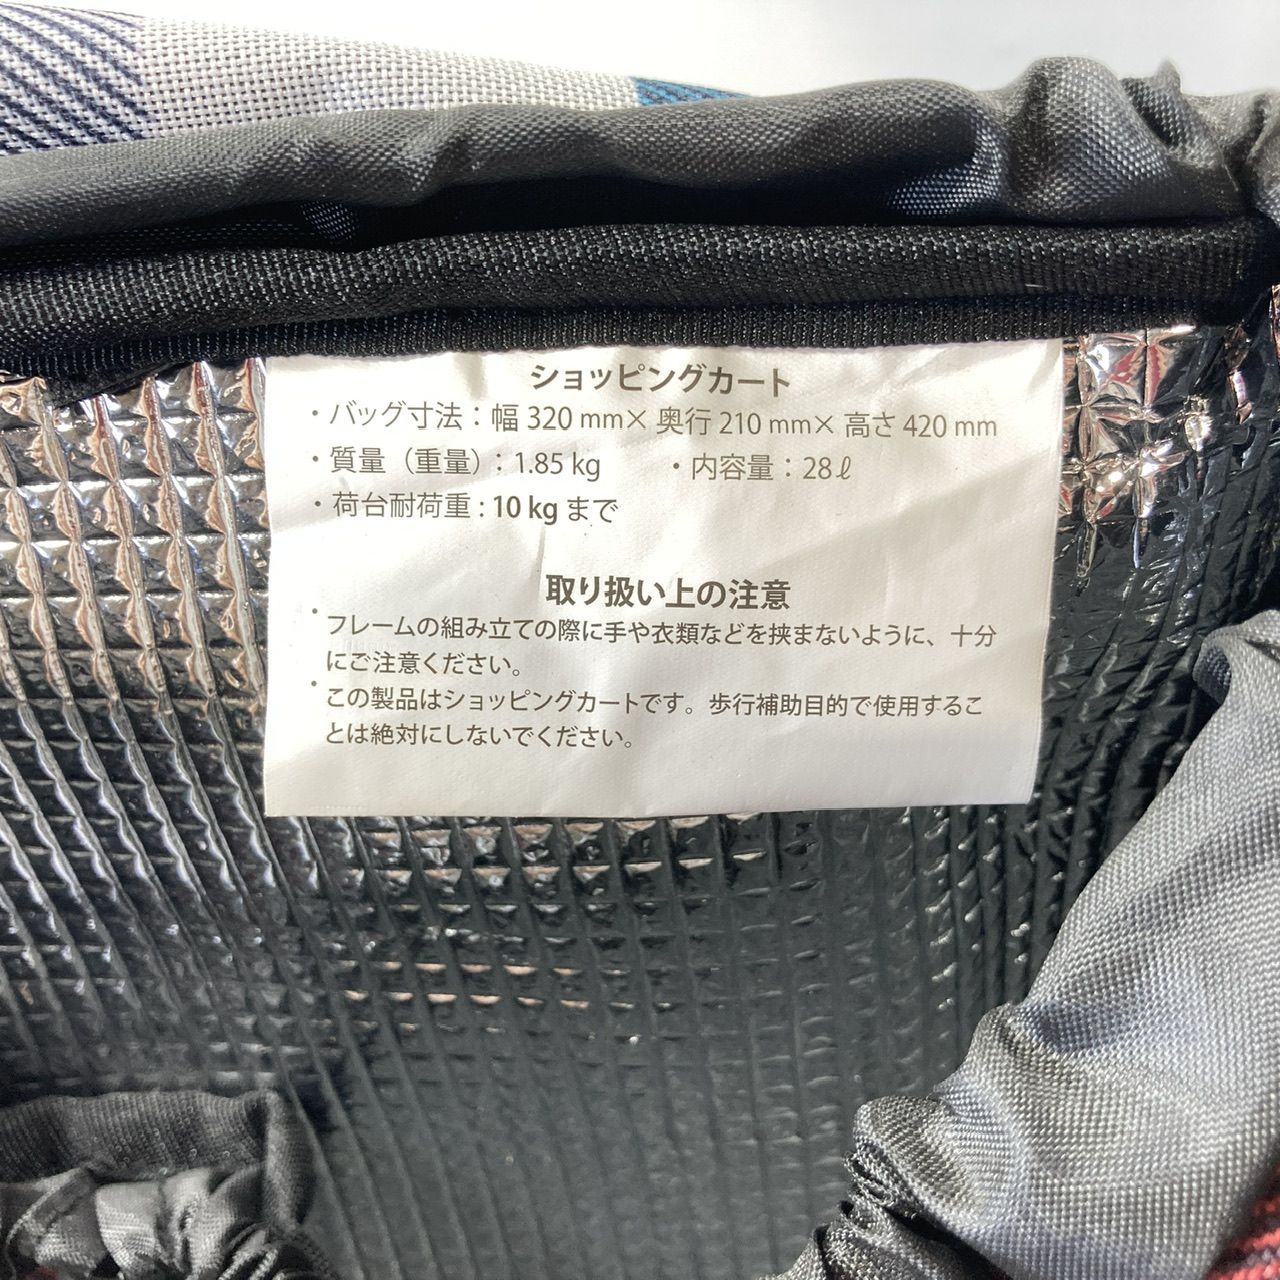 ショッピングカート
・バッグ寸法：幅 320 mm× 奥行 210 mm× 高さ 420 mm
・質量（重量）：1.85 kg ・内容量：28ℓ
・荷台耐荷重：10 kg まで
取り扱い上の注意
・フレームの組み立ての際に手や衣類などを挟まないように、十分
にご注意ください。
・この製品はショッピングカートです。歩行補助目的で使用するこ
とは絶対にしないでください。